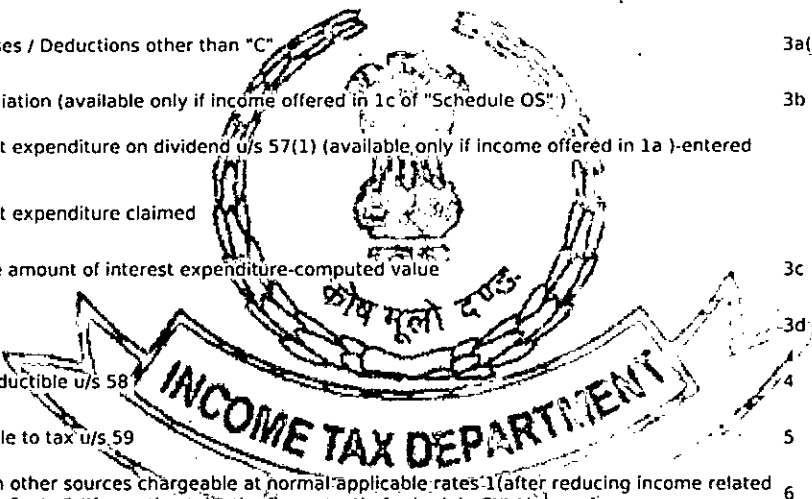 ses / Deductions other than "C" 3a(
iation (available only if income offered in 1c of "Schedule OS" ) 3b
t expenditure on dividend u/s 57(1) (available only if income offered in 1a )-entered
t expenditure claimed
e amount of interest expenditure-computed value 3c
कोष मूलो दण्ड
3d
ductible u/s 58 4
INCOME TAX DEPARTMENT
le to tax u/s 59 5
other sources chargeable at normal applicable rates 1(after reducing income related 6